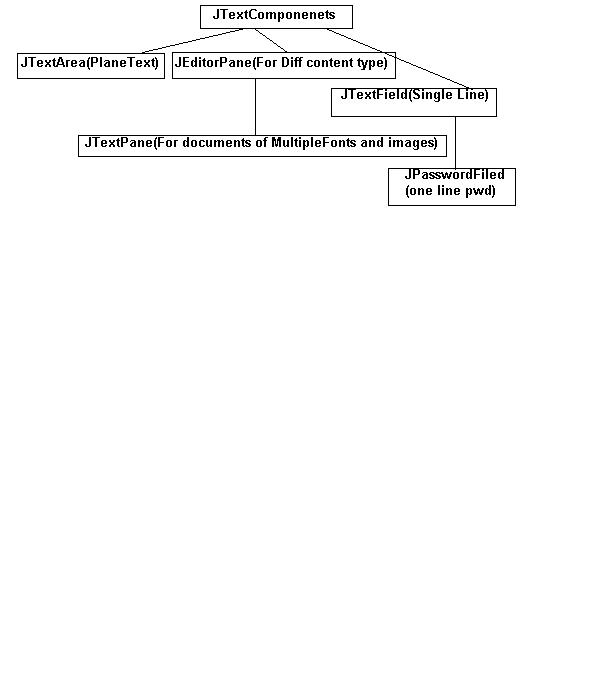 JTextComponenets
JTextArea(PlaneText)
JEditorPane(For Diff content type)
JTextField(Single Line)
JTextPane(For documents of MultipleFonts and images)
JPasswordFiled
(one line pwd)